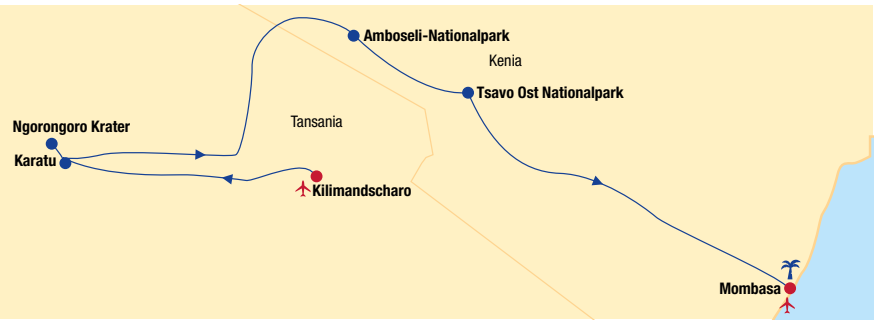 Amboseli-Nationalpark
Kenia
Tsavo Ost Nationalpark
Tansania
Ngorongoro Krater
Karatu
Kilimandscharo
Mombasa